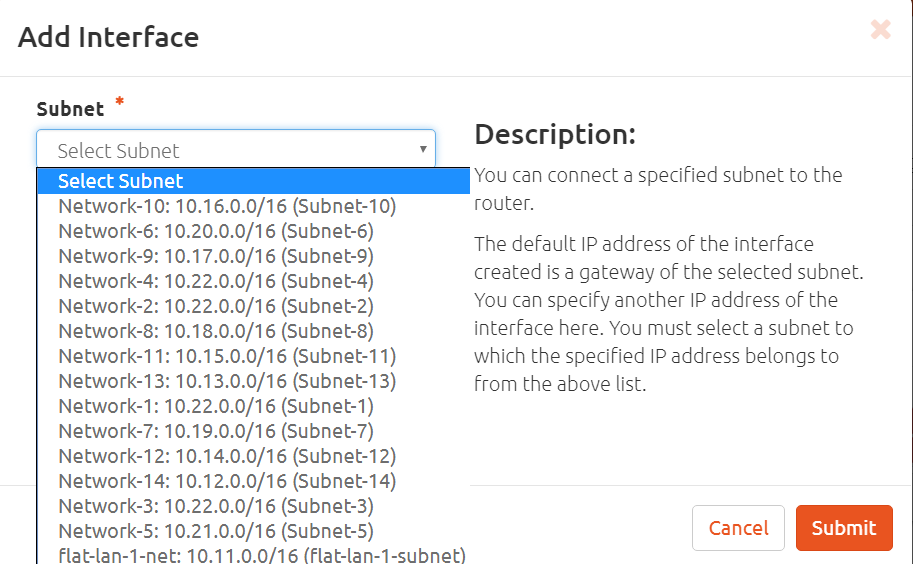 Add Interface
Subnet *
Select Subnet
Select Subnet
Network-10: 10.16.0.0/16 (Subnet-10)
Network-6: 10.20.0.0/16 (Subnet-6)
Network-9: 10.17.0.0/16 (Subnet-9)
Network-4: 10.22.0.0/16 (Subnet-4)
Network-2: 10.22.0.0/16 (Subnet-2)
Network-8: 10.18.0.0/16 (Subnet-8)
Network-11: 10.15.0.0/16 (Subnet-11)
Network-13: 10.13.0.0/16 (Subnet-13)
Network-1: 10.22.0.0/16 (Subnet-1)
Network-7: 10.19.0.0/16 (Subnet-7)
Network-12: 10.14.0.0/16 (Subnet-12)
Network-14: 10.12.0.0/16 (Subnet-14)
Network-3: 10.22.0.0/16 (Subnet-3)
Network-5: 10.21.0.0/16 (Subnet-5)
flat-lan-1-net: 10.11.0.0/16 (flat-lan-1-subnet)
Description:
You can connect a specified subnet to the
router.
The default IP address of the interface
created is a gateway of the selected subnet.
You can specify another IP address of the
interface here. You must select a subnet to
which the specified IP address belongs to
from the above list.
Cancel
Submit